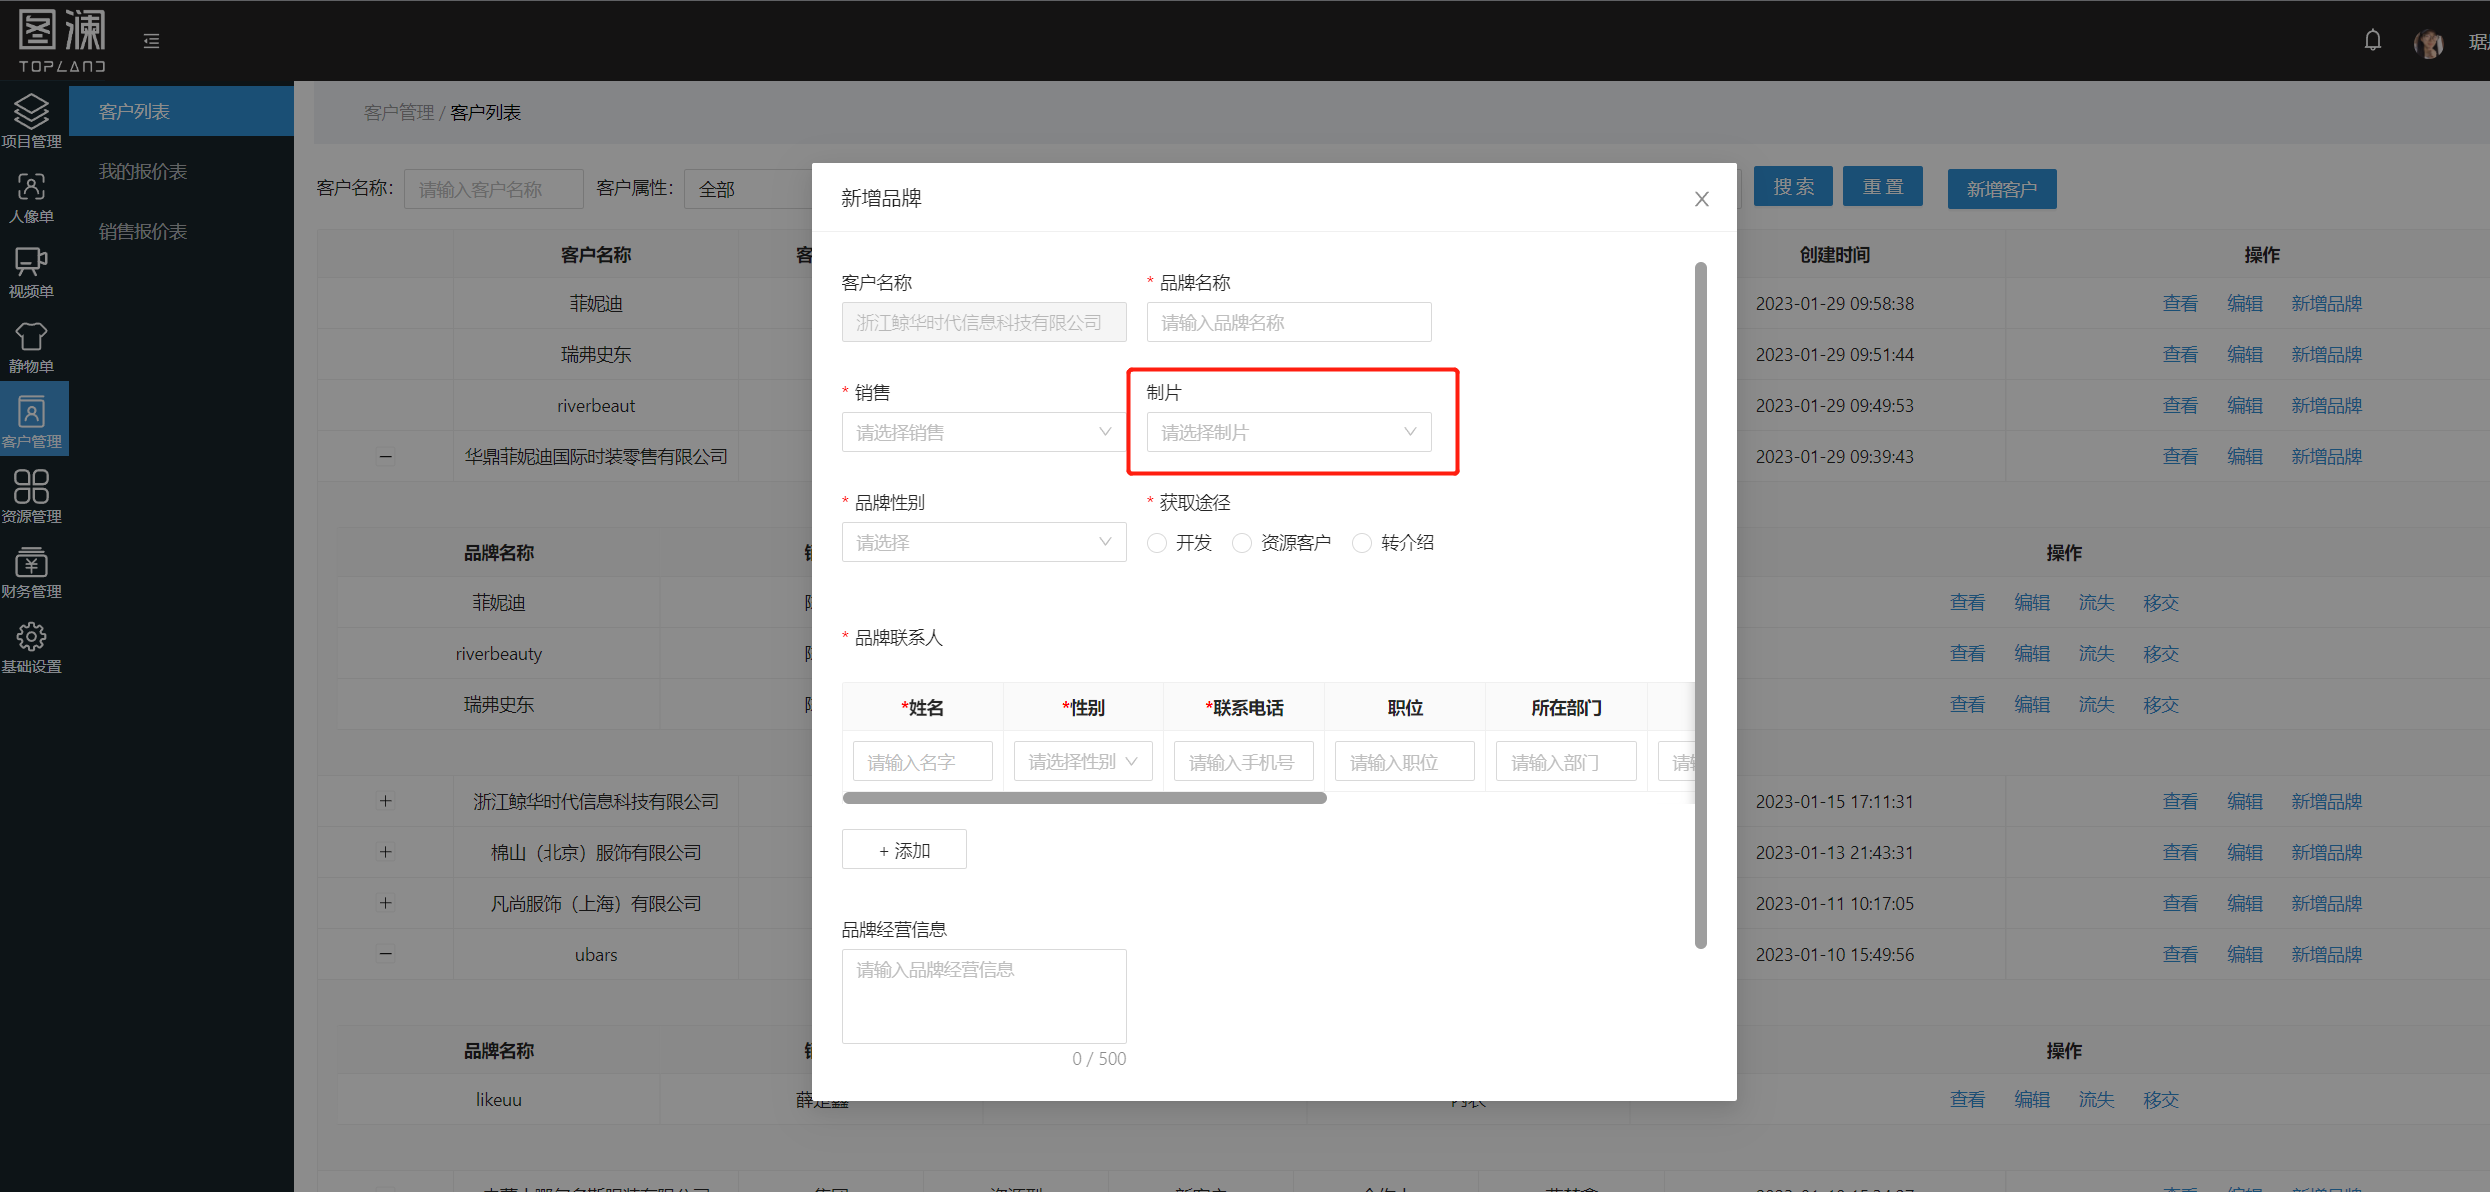 图澜
TOPLAND
项目管理
人像单
视频单
静物单
客户管理
资源管理
财务管理
基础设置
客户列表
我的报价表
销售报价表
客户管理 / 客户列表
客户名称: 请输入客户名称 客户属性: 全部 搜 索 重 置 新增客户
客户名称 创建时间 操作
菲妮迪 2023-01-29 09:58:38 查看 编辑 新增品牌
瑞弗史东 2023-01-29 09:51:44 查看 编辑 新增品牌
riverbeaut 2023-01-29 09:49:53 查看 编辑 新增品牌
华鼎菲妮迪国际时装零售有限公司 2023-01-29 09:39:43 查看 编辑 新增品牌
品牌名称 操作
菲妮迪 查看 编辑 流失 移交
riverbeauty 查看 编辑 流失 移交
瑞弗史东 查看 编辑 流失 移交
浙江鲸华时代信息科技有限公司 2023-01-15 17:11:31 查看 编辑 新增品牌
棉山（北京）服饰有限公司 2023-01-13 21:43:31 查看 编辑 新增品牌
凡尚服饰（上海）有限公司 2023-01-11 10:17:05 查看 编辑 新增品牌
ubars 2023-01-10 15:49:56 查看 编辑 新增品牌
品牌名称 操作
likeuu 查看 编辑 流失 移交
新增品牌
客户名称 * 品牌名称
浙江鲸华时代信息科技有限公司 请输入品牌名称
* 销售 制片
请选择销售 请选择制片
* 品牌性别 * 获取途径
请选择 开发 资源客户 转介绍
* 品牌联系人
*姓名 *性别 *联系电话 职位 所在部门
请输入名字 请选择性别 请输入手机号 请输入职位 请输入部门
+ 添加
品牌经营信息
请输入品牌经营信息
0 / 500